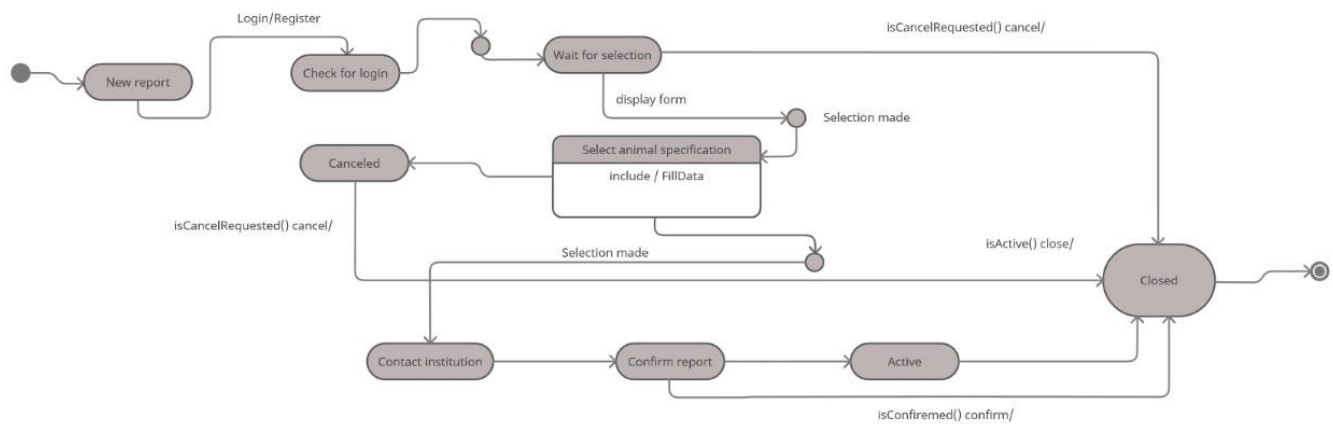 Login/Register
isCancelRequested() cancel/
New report
Check for login
Wait for selection
display form
Selection made
Select animal specification
include / FillData
Canceled
isCancelRequested() cancel/
Selection made
isActive() close/
Closed
Contact institution
Confirm report
Active
isConfiremed() confirm/